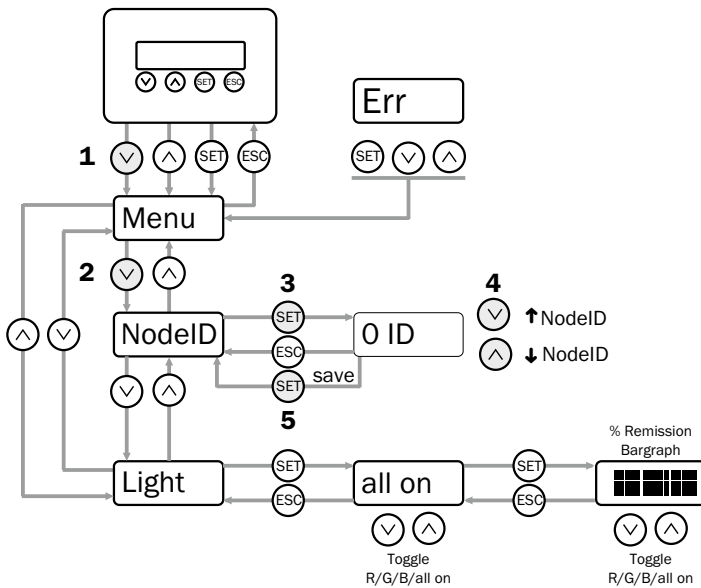 SET ESC
Err
1 SET ESC SET
Menu
2
3 4
SET ↑ NodeID
NodeID ESC 0 ID ↓ NodeID
SET save
5
% Remission
Bargraph
Light SET all on SET
ESC ESC
Toggle
R/G/B/all on
Toggle
R/G/B/all on